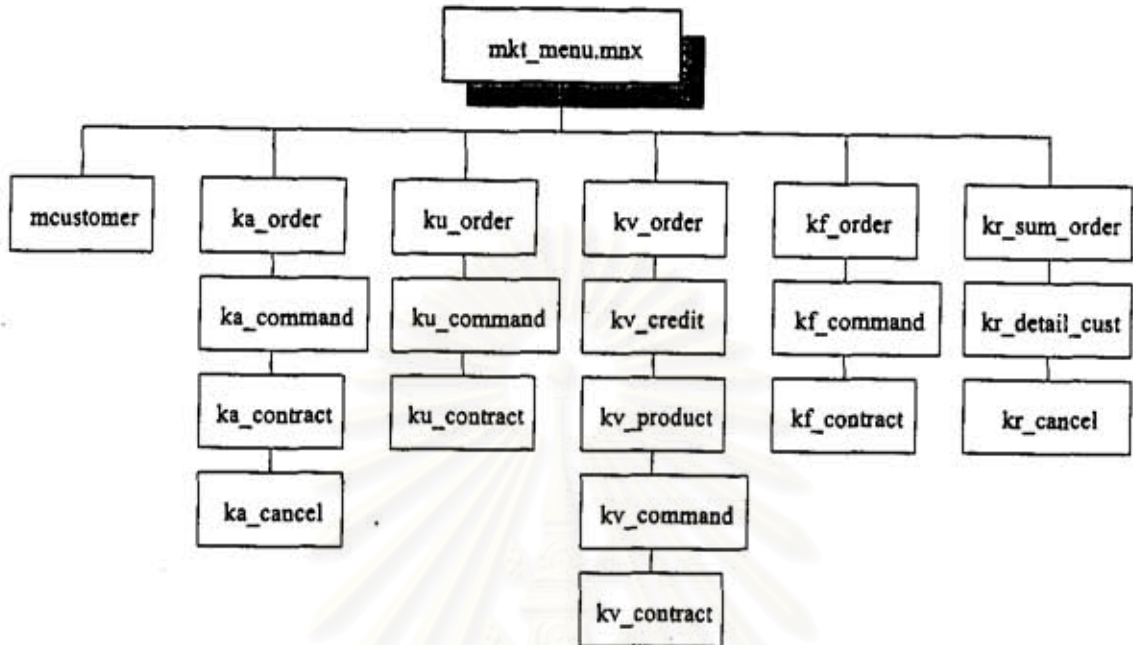 mkt_menu.mnx
mcustomer
ka_order
ku_order
kv_order
kf_order
kr_sum_order
ka_command
ku_command
kv_credit
kf_command
kr_detail_cust
ka_contract
ku_contract
kv_product
kf_contract
kr_cancel
ka_cancel
kv_command
kv_contract